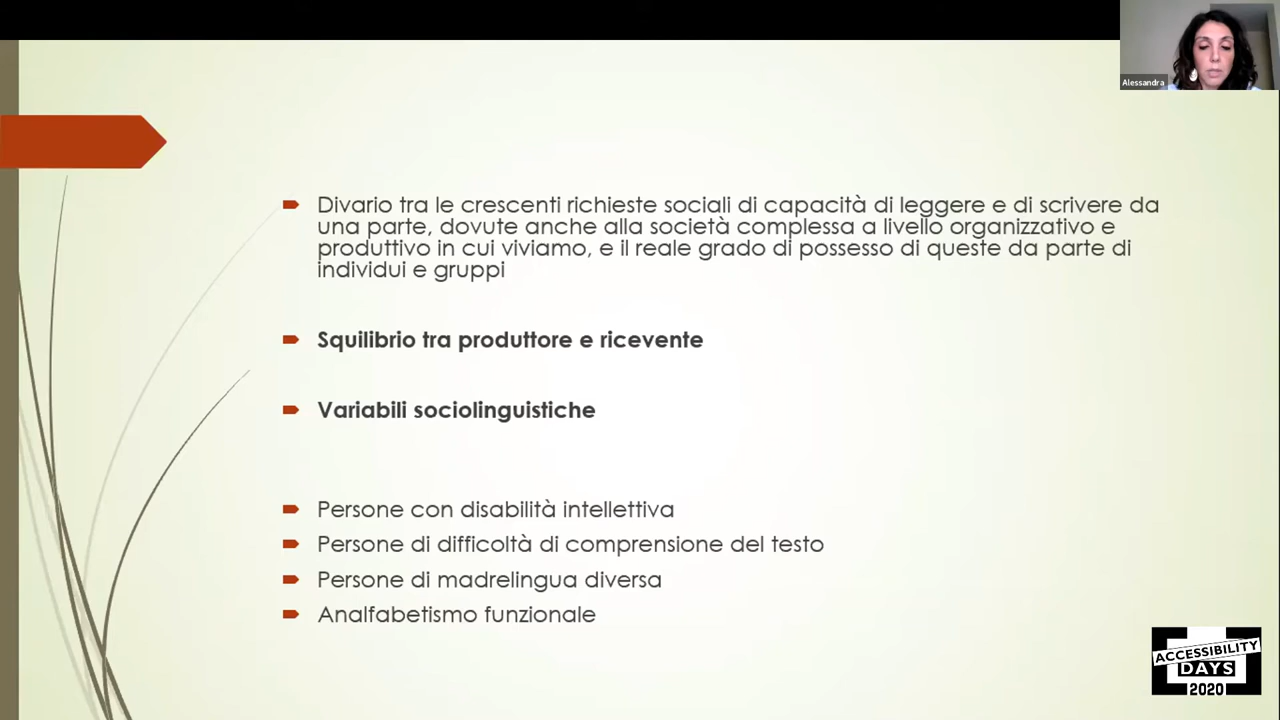 Alessandra
Divario tra le crescenti richieste sociali di capacità di leggere e di scrivere da
una parte, dovute anche alla società complessa a livello organizzativo e
produttivo in cui viviamo, e il reale grado di possesso di queste da parte di
individui e gruppi
Squilibrio tra produttore e ricevente
Variabili sociolinguistiche
Persone con disabilità intellettiva
Persone di difficoltà di comprensione del testo
Persone di madrelingua diversa
Analfabetismo funzionale
ACCESSIBILITY
DAYS
2020